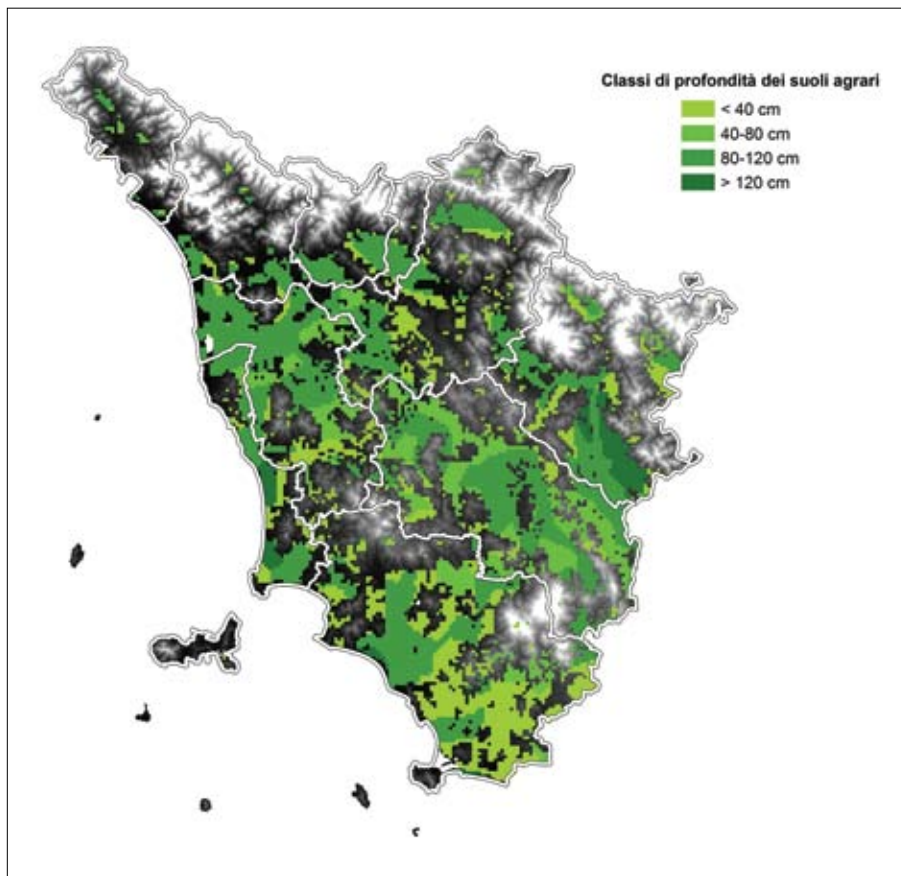 Classi di profondità dei suoli agrari
< 40 cm
40-80 cm
80-120 cm
> 120 cm